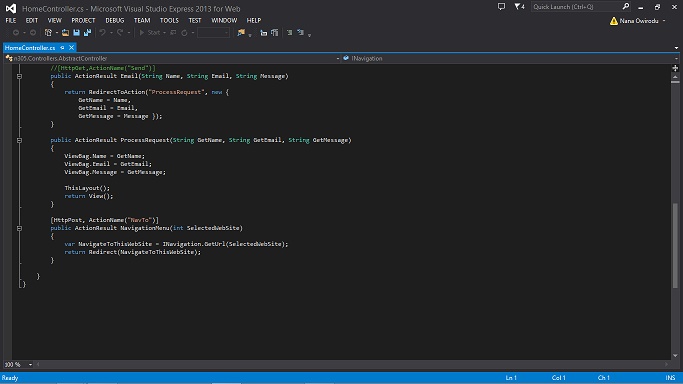 HomeController.cs - Microsoft Visual Studio Express 2013 for Web
4
Quick Launch (Ctrl+Q)
FILE EDIT VIEW PROJECT DEBUG TEAM TOOLS TEST WINDOW HELP
Nana Owirodu
Start
HomeController.cs
n305.Controllers.AbstractController
INavigation
//[HttpGet,ActionName("Send")]
public ActionResult Email(String Name, String Email, String Message)
{
return RedirectToAction("ProcessRequest", new {
GetName = Name,
GetEmail = Email,
GetMessage = Message });
}
public ActionResult ProcessRequest(String GetName, String GetEmail, String GetMessage)
{
ViewBag.Name = GetName;
ViewBag.Email = GetEmail;
ViewBag.Message = GetMessage;
ThisLayout();
return View();
}
[HttpPost, ActionName("NavTo")]
public ActionResult NavigationMenu(int SelectedWebSite)
{
var NavigateToThisWebSite = INavigation.GetUrl(SelectedWebSite);
return Redirect(NavigateToThisWebSite);
}
}
}
100 %
Ready
Ln 1
Col 1
Ch 1
INS